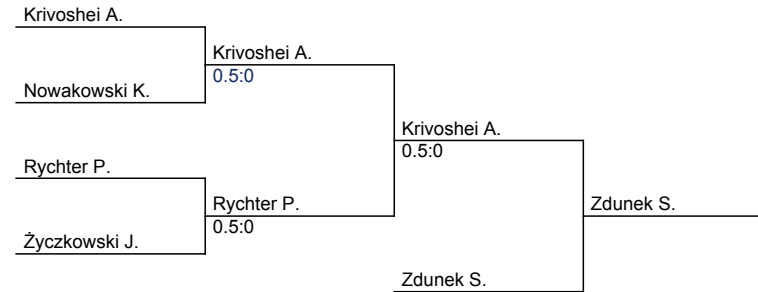 Krivoshei A.
Krivoshei A.
0.5:0
Nowakowski K.
Krivoshei A.
0.5:0
Rychter P.
Rychter P.
0.5:0
Zdunek S.
Życzkowski J.
Zdunek S.